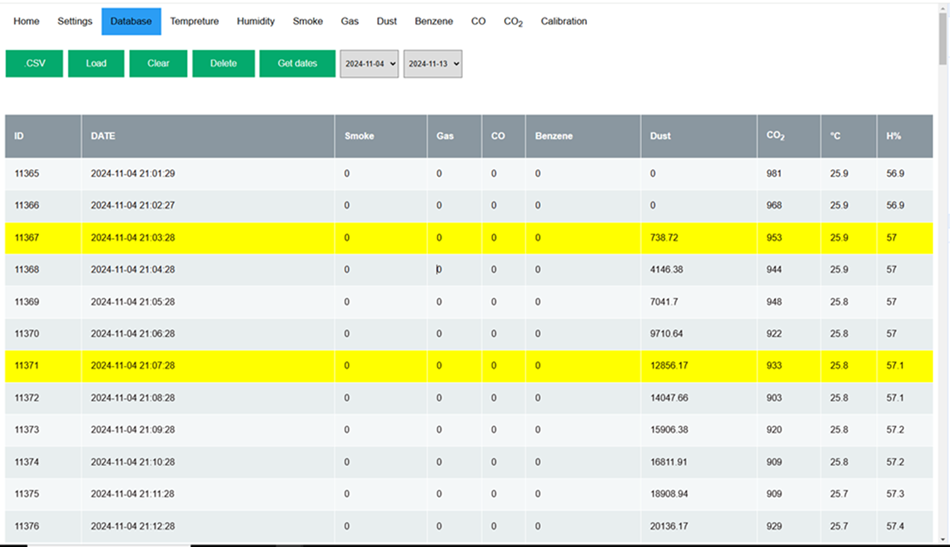 Home Settings Database Tempreture Humidity Smoke Gas Dust Benzene CO CO₂ Calibration
.CSV Load Clear Delete Get dates 2024-11-04 2024-11-13
ID DATE Smoke Gas CO Benzene Dust CO₂ °C H%
11365 2024-11-04 21:01:29 0 0 0 0 0 981 25.9 56.9
11366 2024-11-04 21:02:27 0 0 0 0 0 968 25.9 56.9
11367 2024-11-04 21:03:28 0 0 0 0 738.72 953 25.9 57
11368 2024-11-04 21:04:28 0 0 0 0 4146.38 944 25.9 57
11369 2024-11-04 21:05:28 0 0 0 0 7041.7 948 25.8 57
11370 2024-11-04 21:06:28 0 0 0 0 9710.64 922 25.8 57
11371 2024-11-04 21:07:28 0 0 0 0 12856.17 933 25.8 57.1
11372 2024-11-04 21:08:28 0 0 0 0 14047.66 903 25.8 57.1
11373 2024-11-04 21:09:28 0 0 0 0 15906.38 920 25.8 57.2
11374 2024-11-04 21:10:28 0 0 0 0 16811.91 909 25.8 57.2
11375 2024-11-04 21:11:28 0 0 0 0 18908.94 909 25.7 57.3
11376 2024-11-04 21:12:28 0 0 0 0 20136.17 929 25.7 57.4